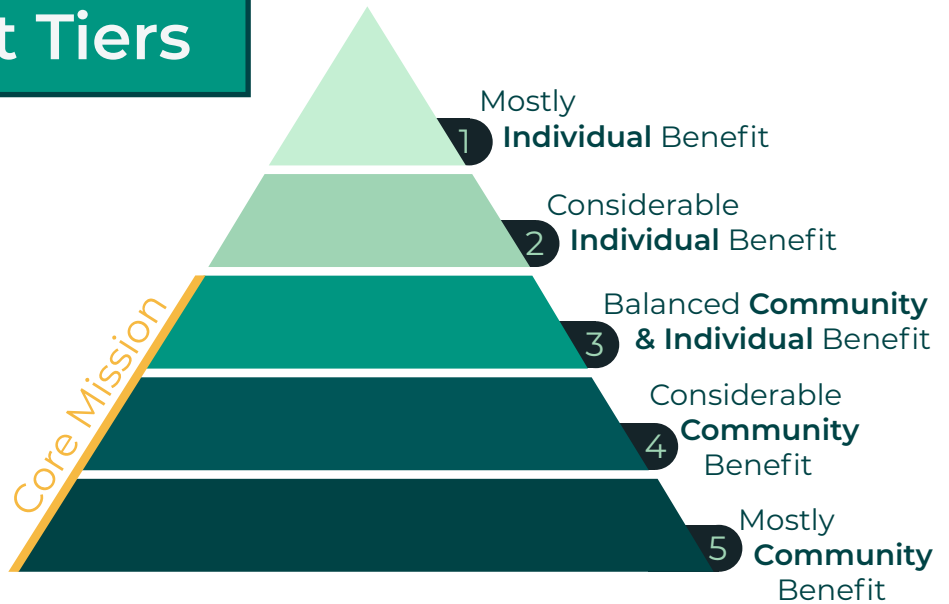 t Tiers
Mostly
1 Individual Benefit
Considerable
2 Individual Benefit
Balanced Community
3 & Individual Benefit
Core Mission
Considerable
4 Community
Benefit
Mostly
5 Community
Benefit